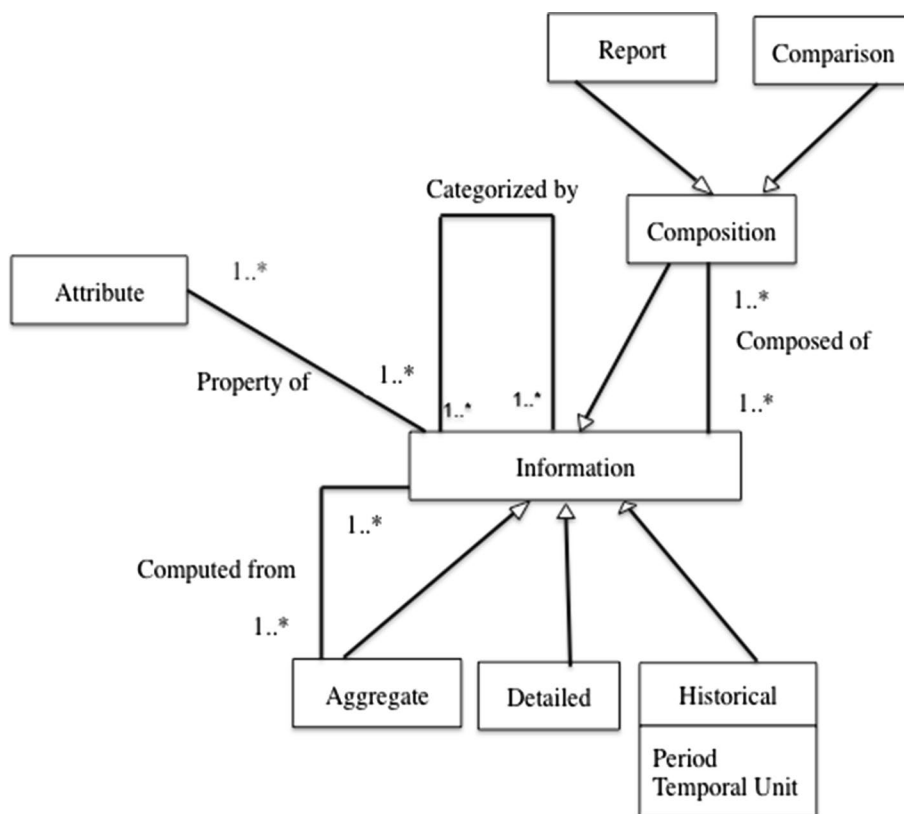 Report
Comparison
Categorized by
Composition
1..*
Attribute
1..*
Composed of
Property of
1..*
1..*
1..*
1..*
Information
1..*
Computed from
1..*
Aggregate
Detailed
Historical
Period
Temporal Unit